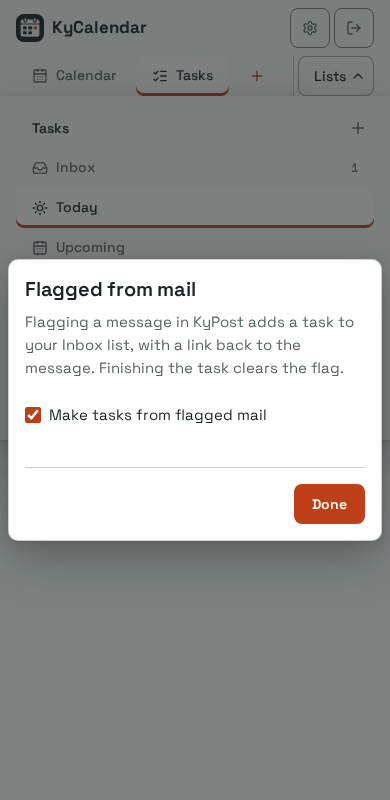 KyCalendar
Calendar
Tasks
Lists
Tasks
Inbox
1
Today
Upcoming
Flagged from mail
Flagging a message in KyPost adds a task to
your Inbox list, with a link back to the
message. Finishing the task clears the flag.
Make tasks from flagged mail
Done